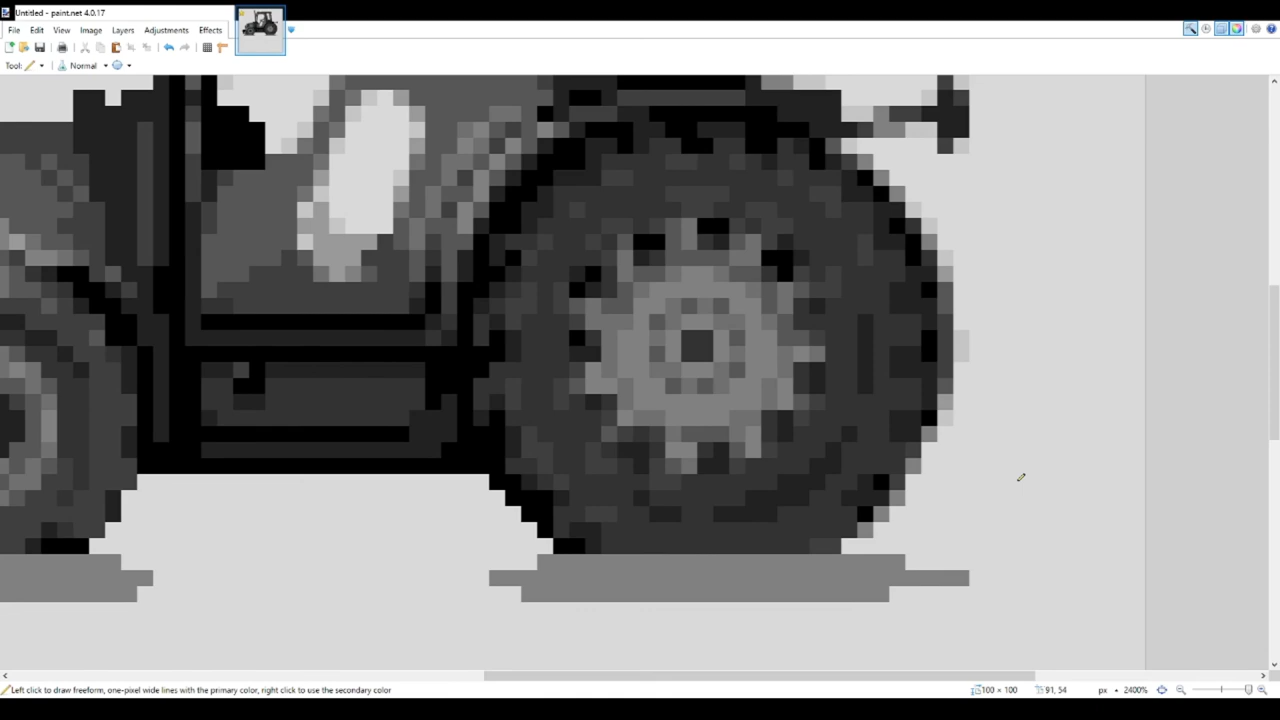 Untitled - paint.net 4.0.17
File Edit View Image Layers Adjustments Effects
Tool: Normal
Left click to draw freeform, one-pixel wide lines with the primary color, right click to use the secondary color 100 × 100 91, 54 px 2400%